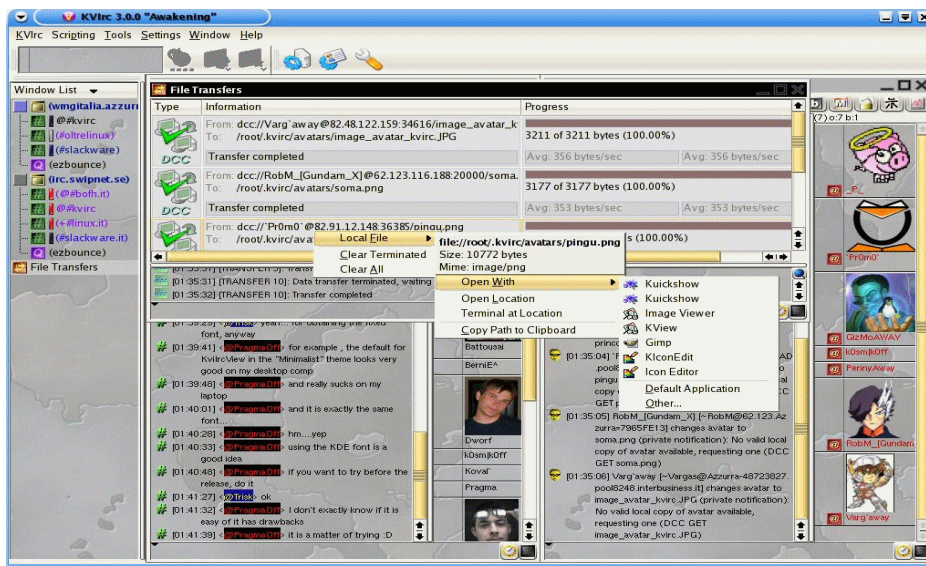 KVIrc 3.0.0 "Awakening"
KVIrc Scripting Tools Settings Window Help
Window List
(wmgitalia.azzurr
@#kvirc
(#oltrelinux)
(#slackware)
(ezbounce)
(irc.swipnet.se)
(@#bofh.it)
@#kvirc
(+#linux.it)
(#slackware.it)
(ezbounce)
File Transfers
File Transfers
Type Information Progress
From: dcc://Varg`away@82.48.122.159:34616/image_avatar_k
To: /root/.kvirc/avatars/image_avatar_kvirc.JPG
3211 of 3211 bytes (100.00%)
DCC
Transfer completed
Avg: 356 bytes/sec
Avg: 356 bytes/sec
From: dcc://RobM_[Gundam_X]@62.123.116.188:20000/soma.
To: /root/.kvirc/avatars/soma.png
3177 of 3177 bytes (100.00%)
DCC
Transfer completed
Avg: 353 bytes/sec
Avg: 353 bytes/sec
From: dcc://`Pr0m0`@82.91.12.148:36385/pingu.png
To: /root/.kvirc/ava
s (100.00%)
Local File
Clear Terminated
Clear All
file://root/.kvirc/avatars/pingu.png
Size: 10772 bytes
Mime: image/png
Open With
Open Location
Terminal at Location
Copy Path to Clipboard
Kuickshow
Kuickshow
Image Viewer
KView
Gimp
KIconEdit
Icon Editor
Default Application
Other...
[01:35:31] [TRANSFER 10]: Data transfer terminated, waiting
[01:35:32] [TRANSFER 10]: Transfer completed
font, anyway
[01:39:41] <@PragmaOff> for example , the default for
KvilrcView in the "Minimalist" theme looks very
good on my desktop comp
[01:39:48] <@PragmaOff> and really sucks on my
laptop
[01:40:01] <@PragmaOff> and it is exactly the same
font...
[01:40:28] <@PragmaOff> hm...yep
[01:40:33] <@PragmaOff> using the KDE font is a
good idea
[01:40:48] <@PragmaOff> if you want to try before the
release, do it
[01:41:27] <@Trisk> ok
[01:41:32] <@PragmaOff> I don't exactly know if it is
easy of it has drawbacks
[01:41:39] <@PragmaOff> it is a matter of trying :D
Battousai
BerniE^
Dworf
k0sm|k0ff
Koval`
Pragma
princ
[01:35:04]
.pool
pingu
copy
GET
[01:35:05] RobM_[Gundam_X] [~RobM@62.123.Az
zurra=7965FE13] changes avatar to
soma.png (private notification): No valid local
copy of avatar available, requesting one (DCC
GET soma.png)
[01:35:06] Varg`away [~Vargas@Azzurra-48723827.
pool8248.interbusiness.it] changes avatar to
image_avatar_kvirc.JPG (private notification):
No valid local copy of avatar available,
requesting one (DCC GET
image_avatar_kvirc.JPG)
(7) o:7 b:1
_P_
`Pr0m0`
GizMoAWAY
k0sm|k0ff
PennyAway
RobM_[Gundam
Varg`away